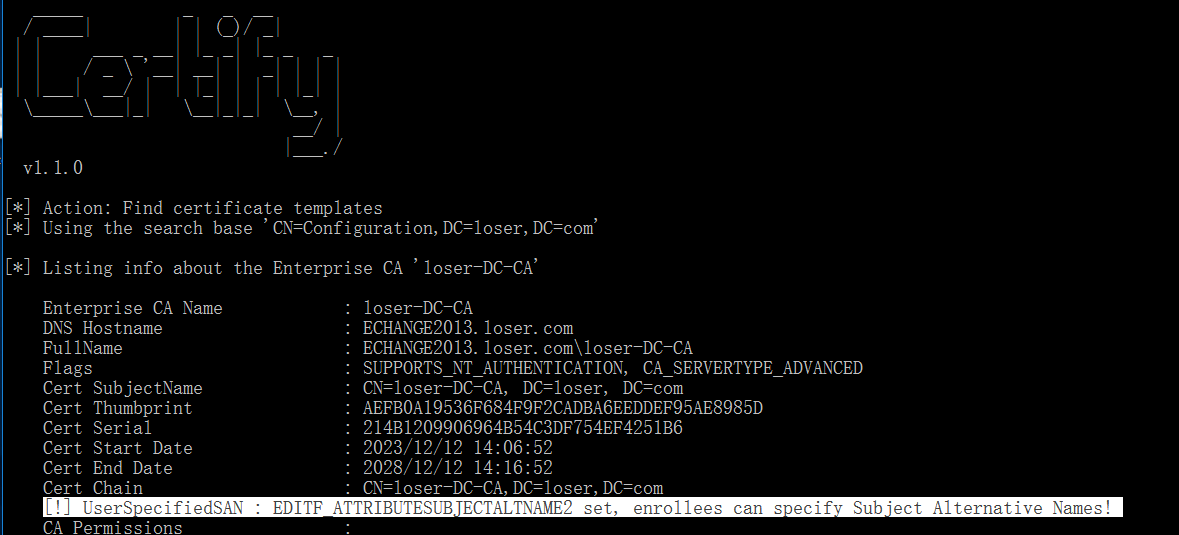 Certify
v1.1.0
[*] Action: Find certificate templates
[*] Using the search base 'CN=Configuration,DC=loser,DC=com'
[*] Listing info about the Enterprise CA 'loser-DC-CA'
Enterprise CA Name : loser-DC-CA
DNS Hostname : ECHANGE2013.loser.com
FullName : ECHANGE2013.loser.com\loser-DC-CA
Flags : SUPPORTS_NT_AUTHENTICATION, CA_SERVERTYPE_ADVANCED
Cert SubjectName : CN=loser-DC-CA, DC=loser, DC=com
Cert Thumbprint : AEFB0A19536F684F9F2CADBA6EEDDEF95AE8985D
Cert Serial : 214B1209906964B54C3DF754EF4251B6
Cert Start Date : 2023/12/12 14:06:52
Cert End Date : 2028/12/12 14:16:52
Cert Chain : CN=loser-DC-CA,DC=loser,DC=com
[!] UserSpecifiedSAN : EDITF_ATTRIBUTESUBJECTALTNAME2 set, enrollees can specify Subject Alternative Names!
CA Permissions :